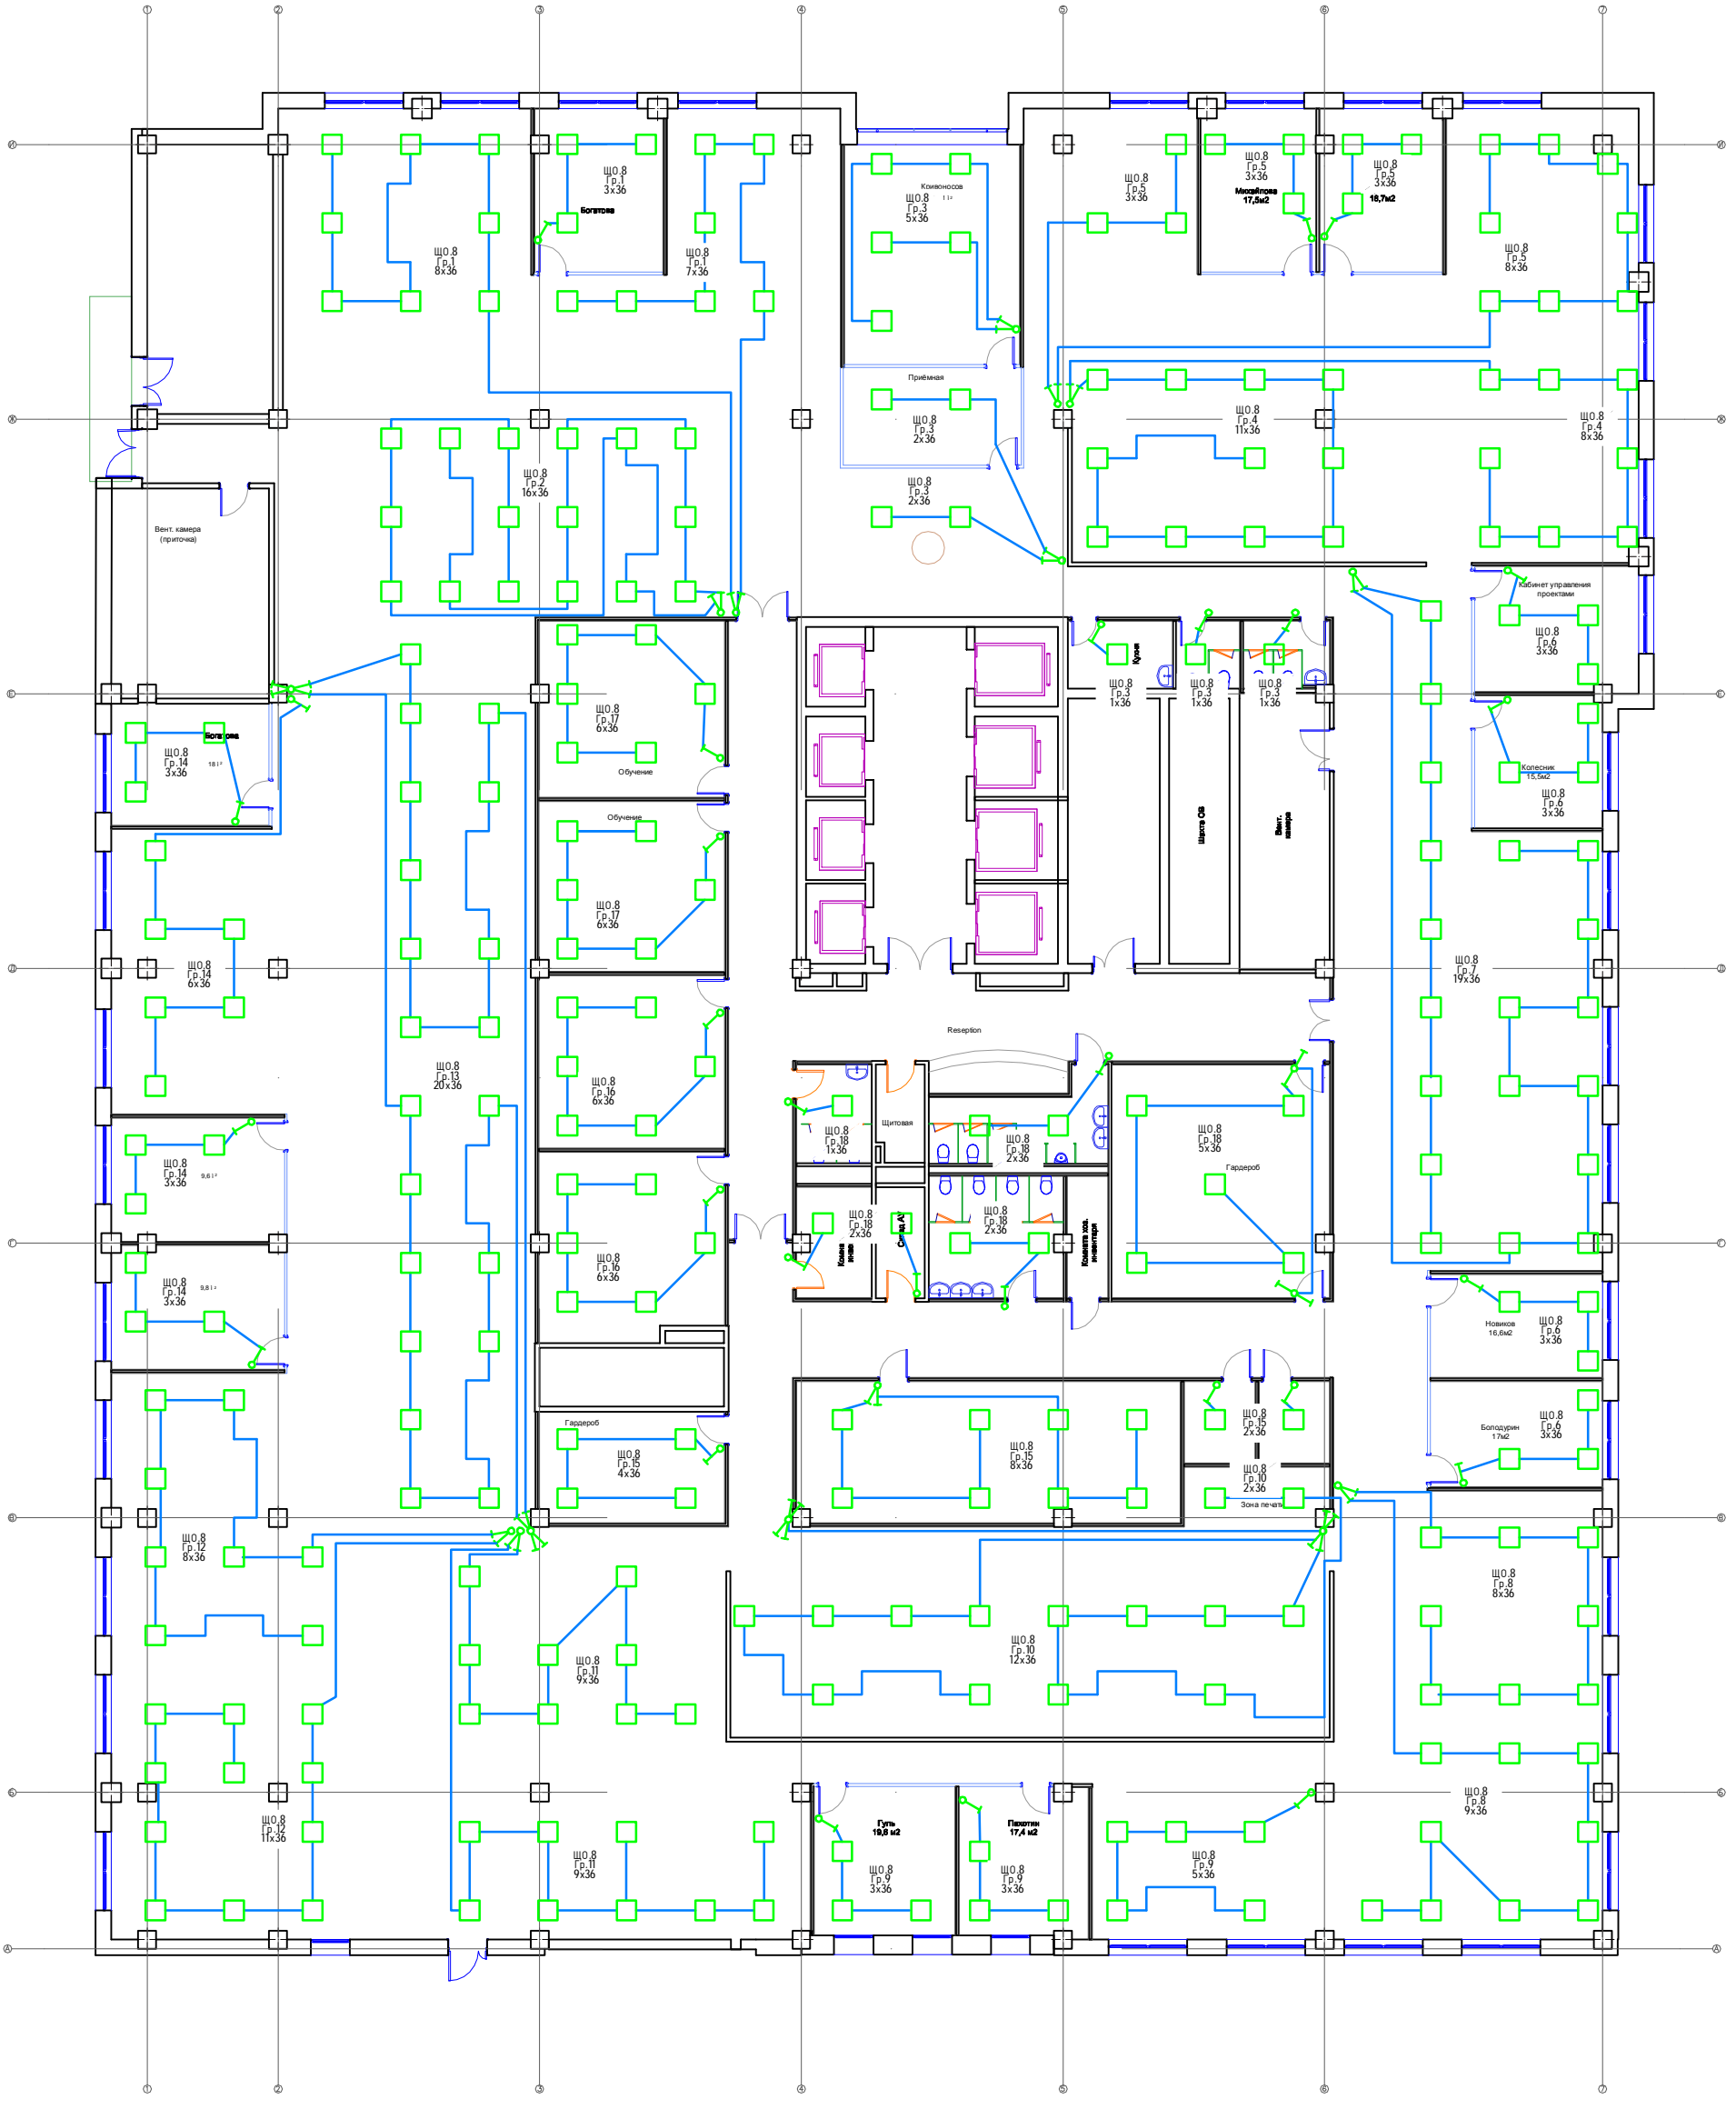 1 2 3 4 5 6 7
И И
ЩО.8
Гр.1
3х36
Богатова
ЩО.8
Гр.1
8х36
ЩО.8
Гр.1
7х36
ЩО.8
Гр.3
5х36
ЩО.8
Гр.5
3х36
ЩО.8
Гр.5
3х36
Михайлова
17,5м2
ЩО.8
Гр.5
3х36
18,7м2
ЩО.8
Гр.5
8х36
Приёмная
Ж Ж
ЩО.8
Гр.3
2х36
ЩО.8
Гр.4
11х36
ЩО.8
Гр.4
8х36
ЩО.8
Гр.2
16х36
ЩО.8
Гр.3
2х36
Вент. камера
(приточка)
Кабинет управления
проектами
ЩО.8
Гр.6
3х36
Кухня
Е Е
ЩО.8
Гр.3
1х36
ЩО.8
Гр.3
1х36
ЩО.8
Гр.3
1х36
ЩО.8
Гр.17
6х36
Обучение
Богатова
ЩО.8
Гр.14
3х36
Колесник
15,5м2
ЩО.8
Гр.6
3х36
Обучение
ЩО.8
Гр.17
6х36
Шахта ОВ
Вент.
камера
Д Д
ЩО.8
Гр.14
6х36
ЩО.8
Гр.7
19х36
Reseption
ЩО.8
Гр.13
20х36
ЩО.8
Гр.16
6х36
Щитовая
ЩО.8
Гр.18
1х36
ЩО.8
Гр.18
2х36
ЩО.8
Гр.18
5х36
Гардероб
ЩО.8
Гр.14
3х36
ЩО.8
Гр.18
2х36
ЩО.8
Гр.18
2х36
Комната хоз.
инвентаря
Г Г
ЩО.8
Гр.16
6х36
ЩО.8
Гр.14
3х36
Новиков
16,6м2
ЩО.8
Гр.6
3х36
Гардероб
ЩО.8
Гр.15
4х36
ЩО.8
Гр.15
8х36
ЩО.8
Гр.15
2х36
ЩО.8
Гр.10
2х36
Зона печати
Болодурин
17м2
ЩО.8
Гр.6
3х36
В В
ЩО.8
Гр.12
8х36
ЩО.8
Гр.8
8х36
ЩО.8
Гр.11
9х36
ЩО.8
Гр.10
12х36
Б Б
ЩО.8
Гр.12
11х36
ЩО.8
Гр.11
9х36
Гуль
19,8 м2
ЩО.8
Гр.9
3х36
Пахотин
17,4 м2
ЩО.8
Гр.9
3х36
ЩО.8
Гр.9
5х36
ЩО.8
Гр.8
9х36
А А
1 2 3 4 5 6 7